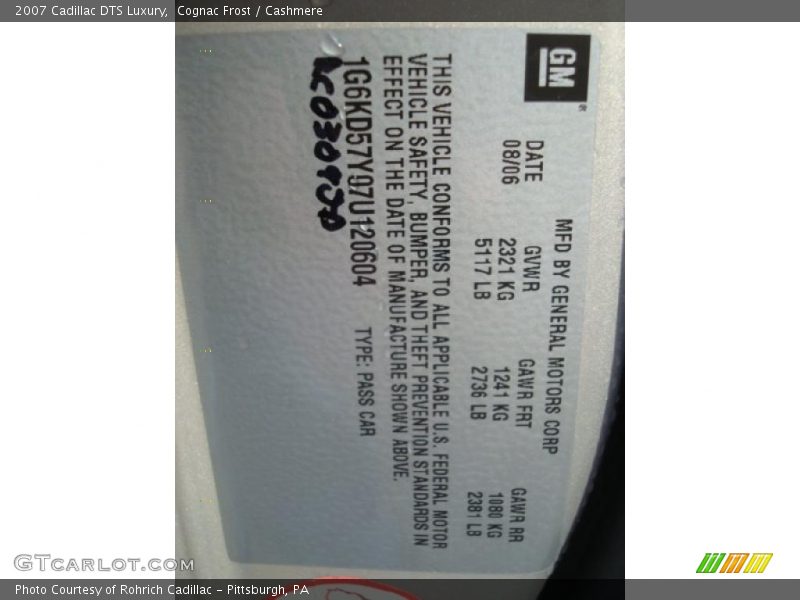 2007 Cadillac DTS Luxury, Cognac Frost / Cashmere
GM
®
MFD BY GENERAL MOTORS CORP
DATE GVWR GAWR FRT GAWR RR
08/06 2321 KG 1241 KG 1080 KG
5117 LB 2736 LB 2381 LB
THIS VEHICLE CONFORMS TO ALL APPLICABLE U.S. FEDERAL MOTOR
VEHICLE SAFETY, BUMPER, AND THEFT PREVENTION STANDARDS IN
EFFECT ON THE DATE OF MANUFACTURE SHOWN ABOVE.
1G6KD57Y97U120604 TYPE: PASS CAR
GTcarlot.com
Photo Courtesy of Rohrich Cadillac - Pittsburgh, PA